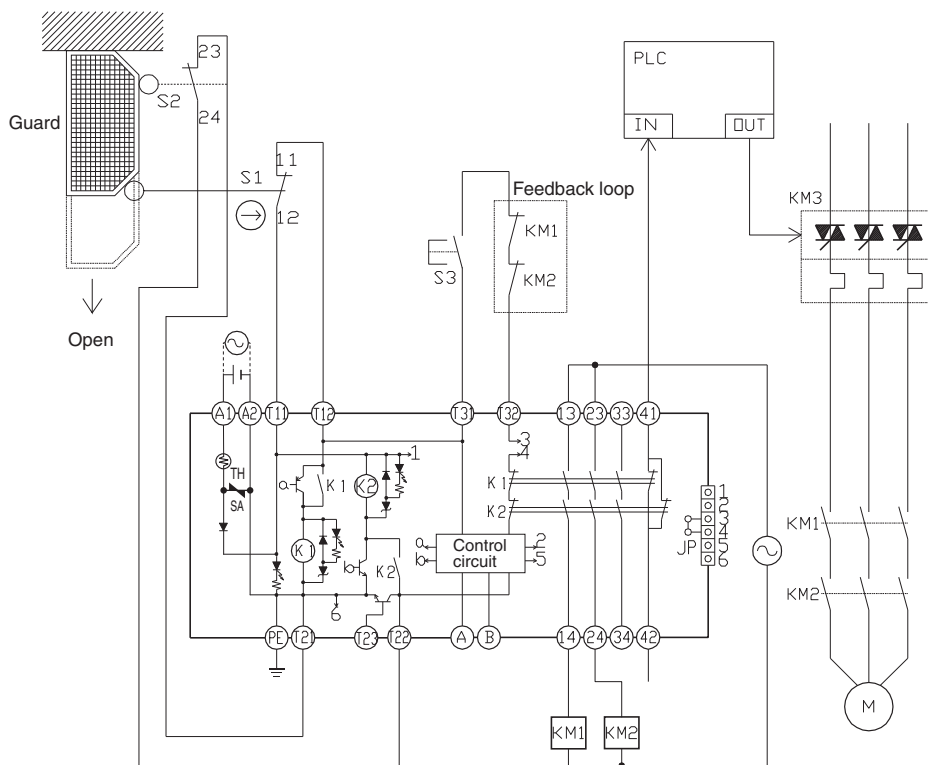 23
S2
24
Guard
11
S1
12
Open
PLC
IN
OUT
KM3
Feedback loop
KM1
KM2
S3
A1
A2
T11
T12
T31
T32
13
23
33
41
3
4
1
TH
SA
a
K1
K2
K1
K2
K1
K2
a
b
Control
circuit
2
5
b
6
1
2
3
4
5
6
JP
KM1
KM2
PE
T21
T23
T22
A
B
14
24
34
42
KM1
KM2
M